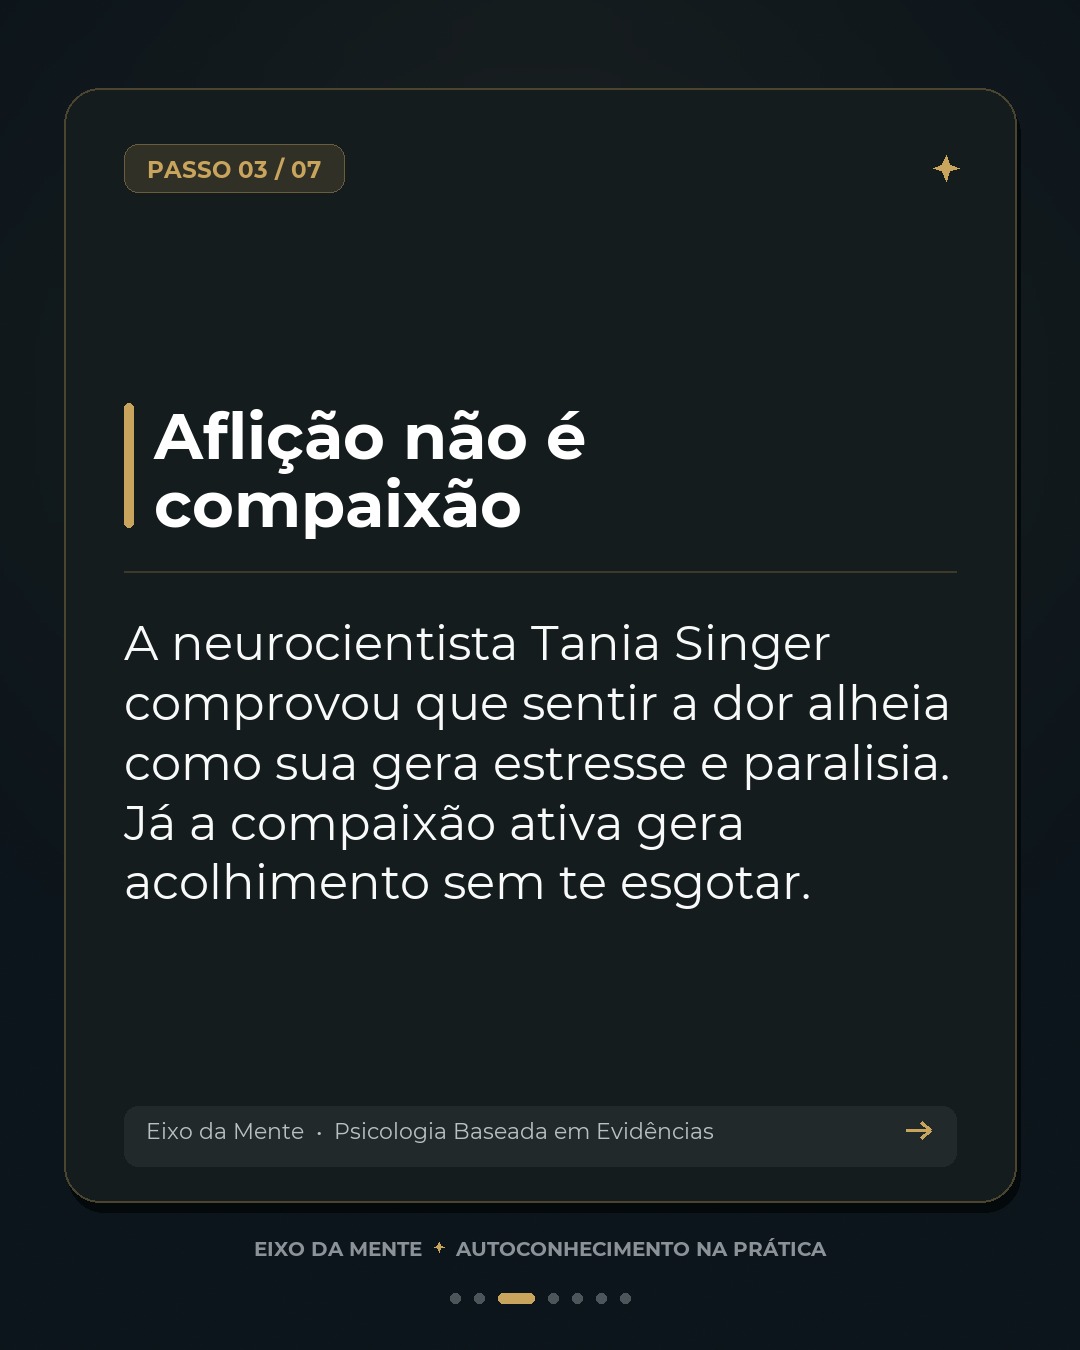 PASSO 03 / 07
Aflição não é
compaixão
A neurocientista Tania Singer
comprovou que sentir a dor alheia
como sua gera estresse e paralisia.
Já a compaixão ativa gera
acolhimento sem te esgotar.
Eixo da Mente • Psicologia Baseada em Evidências →
EIXO DA MENTE ✦ AUTOCONHECIMENTO NA PRÁTICA